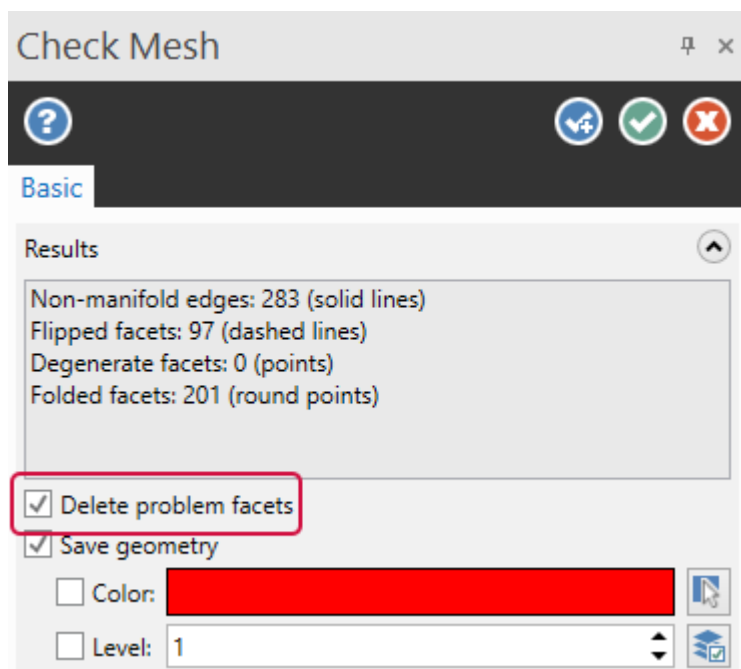 Check Mesh
Basic
Results
Non-manifold edges: 283 (solid lines)
Flipped facets: 97 (dashed lines)
Degenerate facets: 0 (points)
Folded facets: 201 (round points)
Delete problem facets
Save geometry
Color:
Level: 1